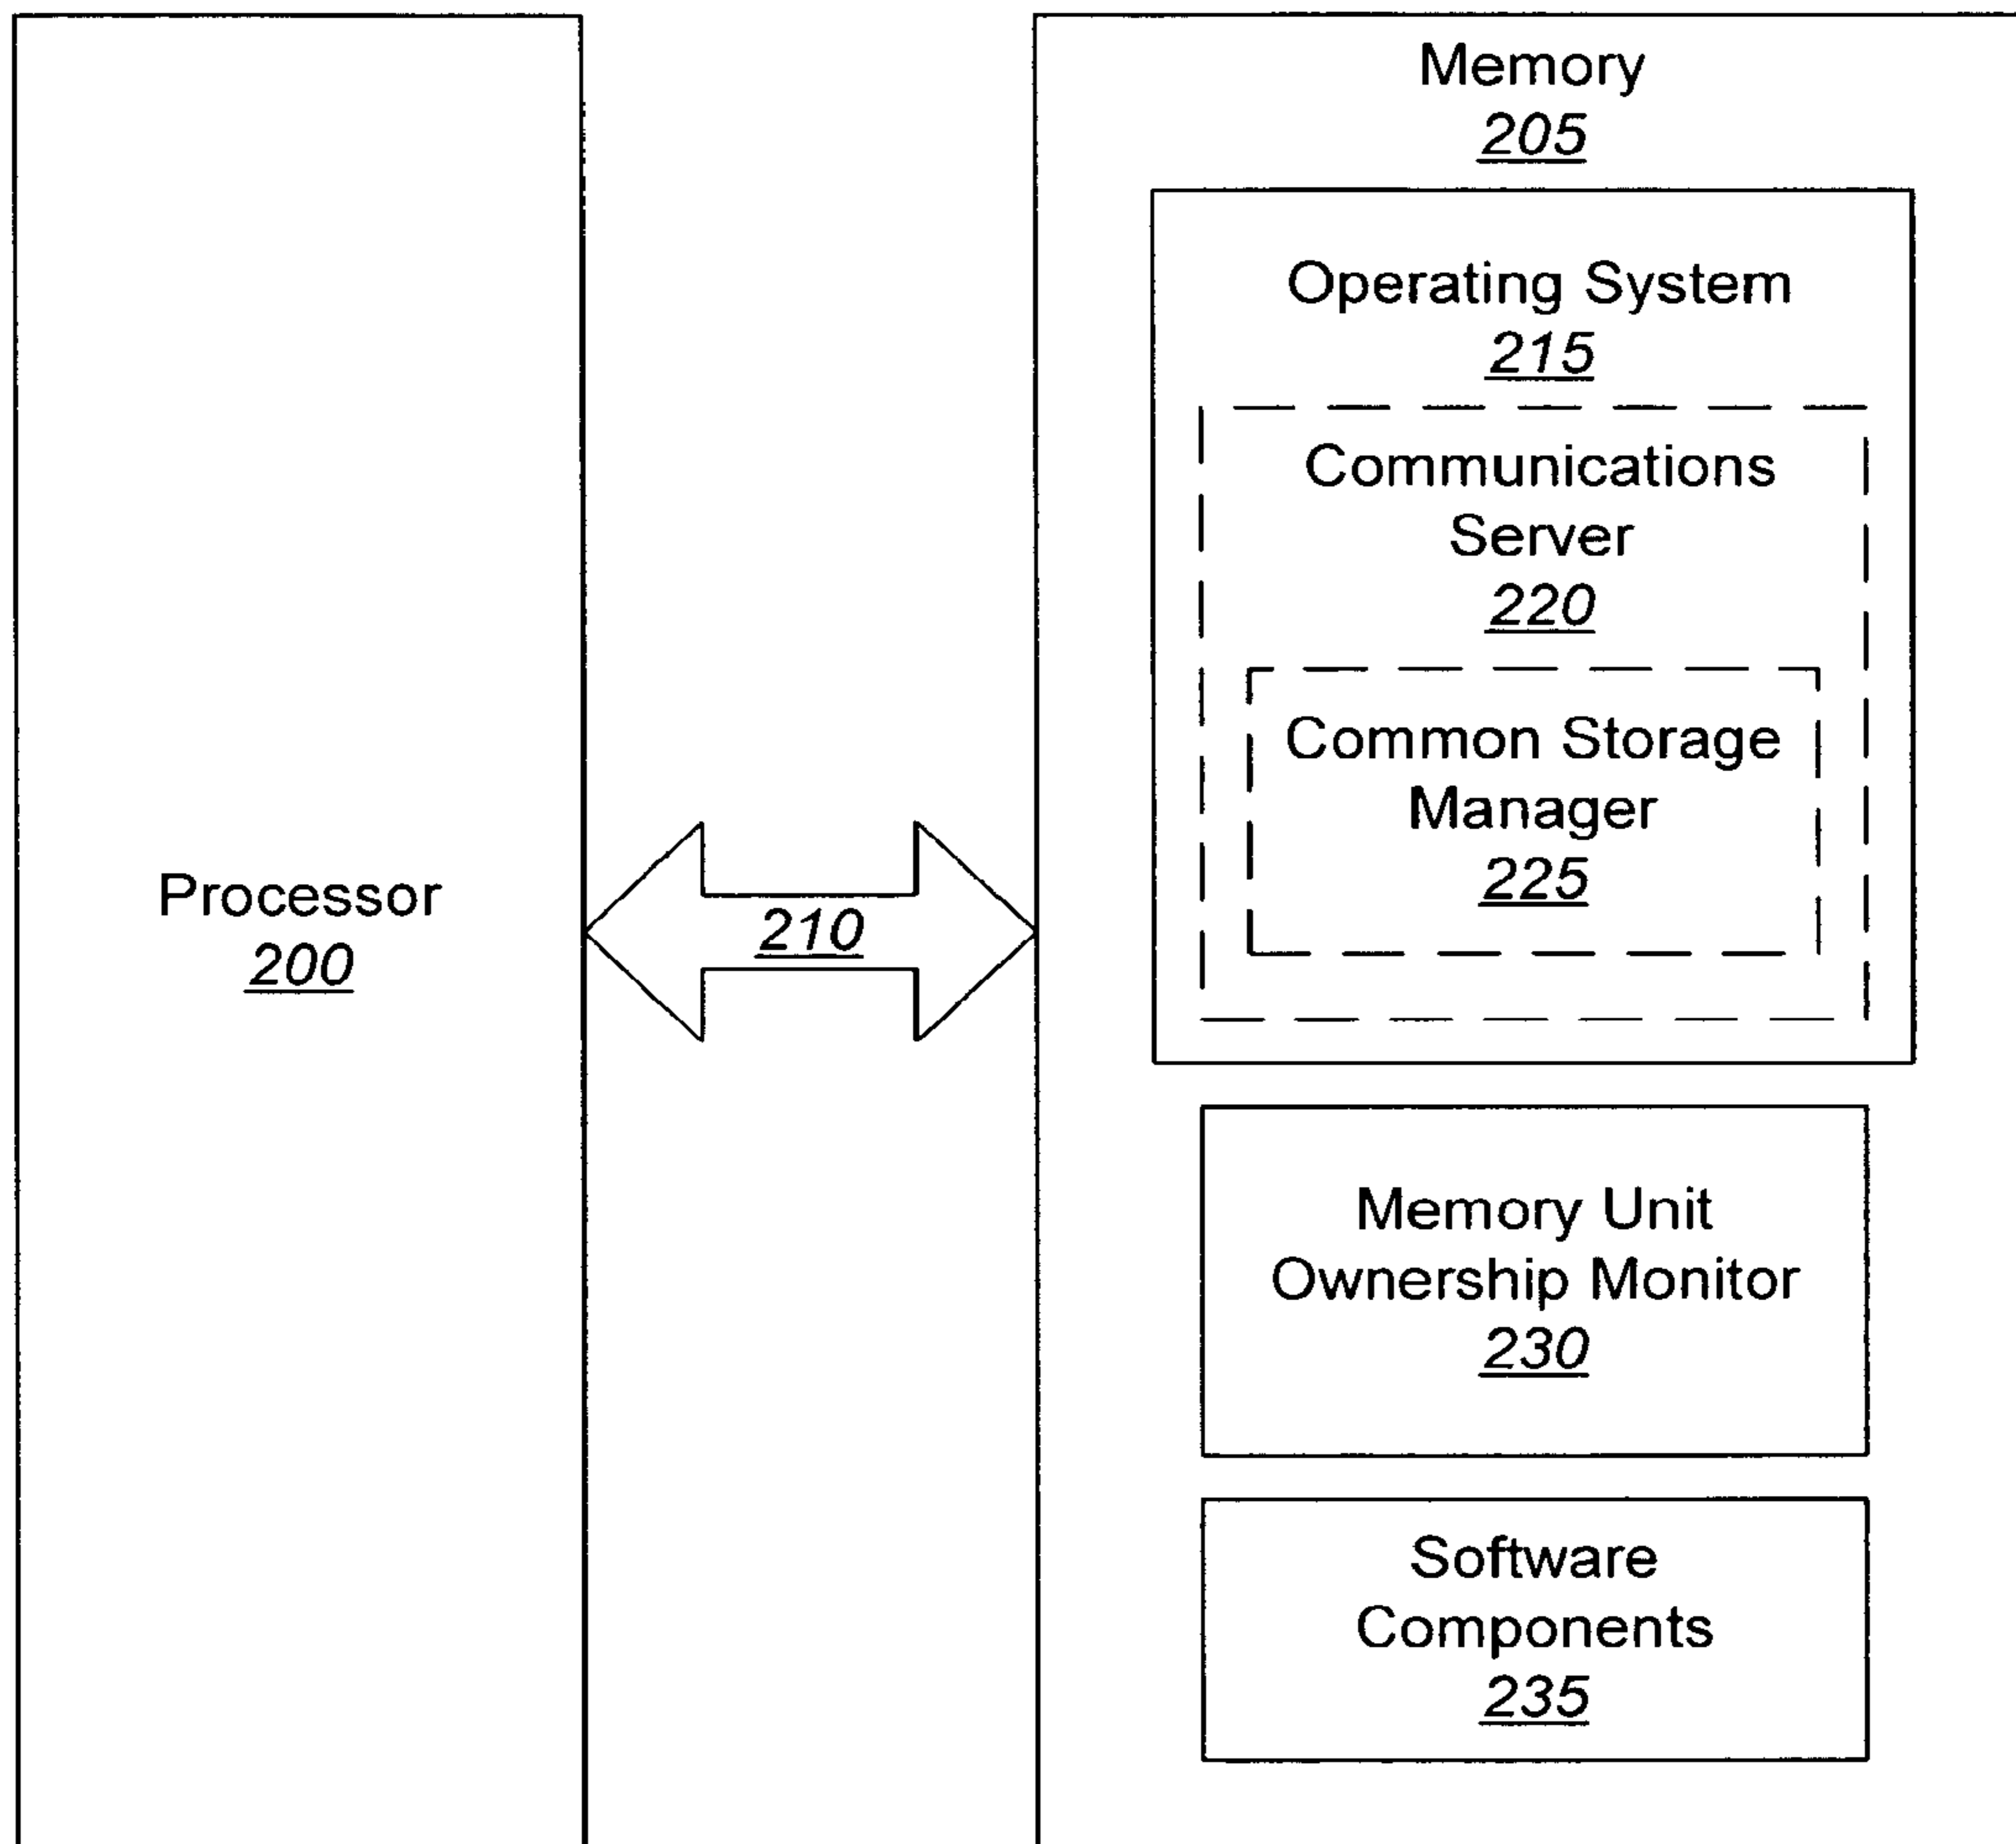 Processor
200
210
Memory
205
Operating System
215
Communications
Server
220
Common Storage
Manager
225
Memory Unit
Ownership Monitor
230
Software
Components
235